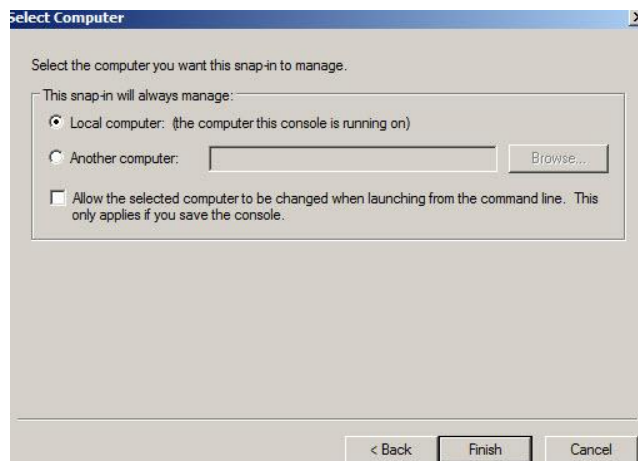 Select Computer
Select the computer you want this snap-in to manage.
This snap-in will always manage:
Local computer: (the computer this console is running on)
Another computer:
Browse...
Allow the selected computer to be changed when launching from the command line. This
only applies if you save the console.
< Back
Finish
Cancel